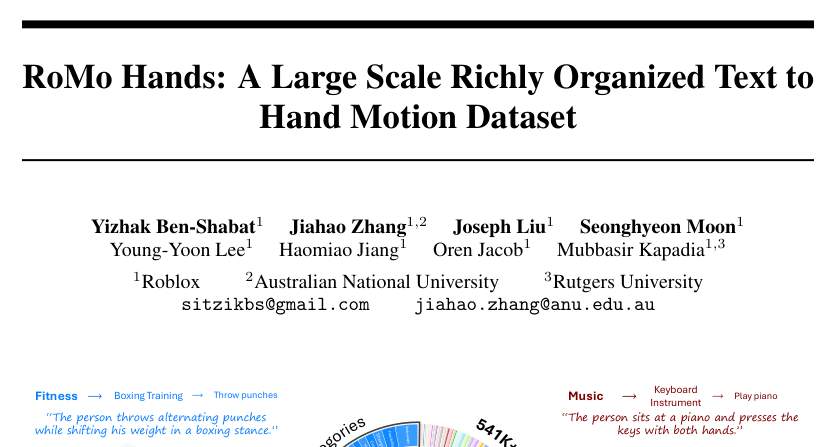 RoMo Hands: A Large Scale Richly Organized Text to
Hand Motion Dataset
Yizhak Ben-Shabat¹ Jiahao Zhang¹,² Joseph Liu¹ Seonghyeon Moon¹
Young-Yoon Lee¹ Haomiao Jiang¹ Oren Jacob¹ Mubbasir Kapadia¹,³
¹Roblox ²Australian National University ³Rutgers University
sitzikbs@gmail.com jiahao.zhang@anu.edu.au
Fitness → Boxing Training → Throw punches
"The person throws alternating punches
while shifting his weight in a boxing stance."
541K+
Music → Keyboard
Instrument → Play piano
"The person sits at a piano and presses the
keys with both hands."